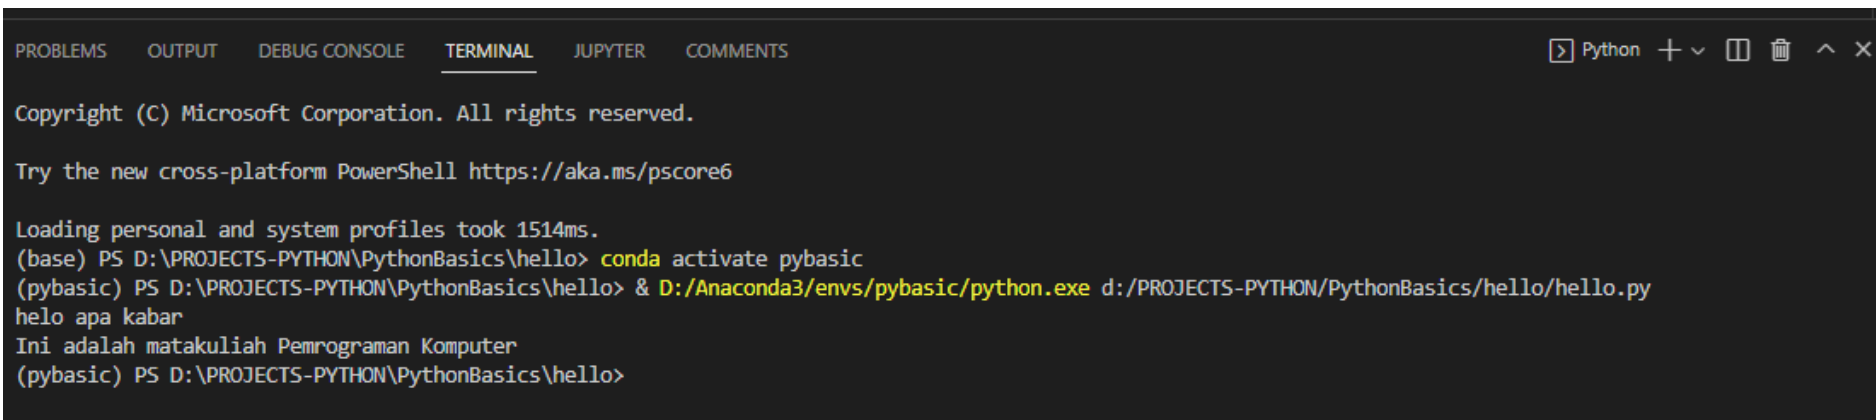 PROBLEMS OUTPUT DEBUG CONSOLE TERMINAL JUPYTER COMMENTS Python
Copyright (C) Microsoft Corporation. All rights reserved.
Try the new cross-platform PowerShell https://aka.ms/pscore6
Loading personal and system profiles took 1514ms.
(base) PS D:\PROJECTS-PYTHON\PythonBasics\hello> conda activate pybasic
(pybasic) PS D:\PROJECTS-PYTHON\PythonBasics\hello> & D:/Anaconda3/envs/pybasic/python.exe d:/PROJECTS-PYTHON/PythonBasics/hello/hello.py
helo apa kabar
Ini adalah matakuliah Pemrograman Komputer
(pybasic) PS D:\PROJECTS-PYTHON\PythonBasics\hello>